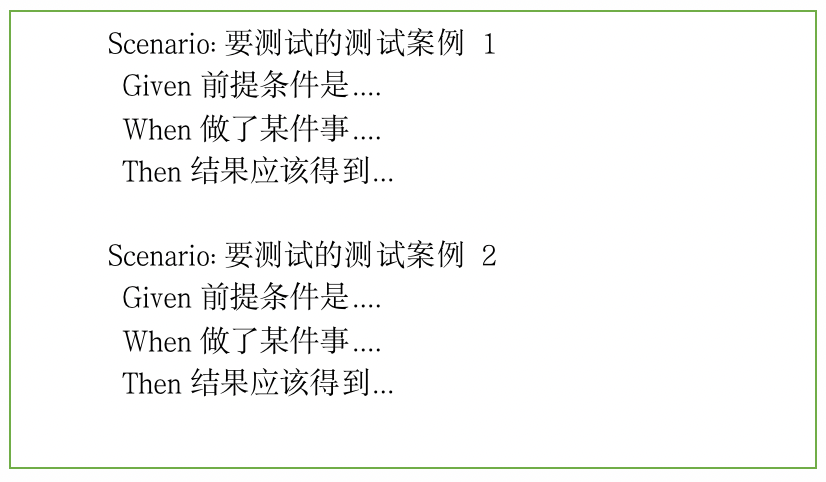 Scenario: 要测试的测试案例 1
Given 前提条件是....
When 做了某件事....
Then 结果应该得到...
Scenario: 要测试的测试案例 2
Given 前提条件是....
When 做了某件事....
Then 结果应该得到...